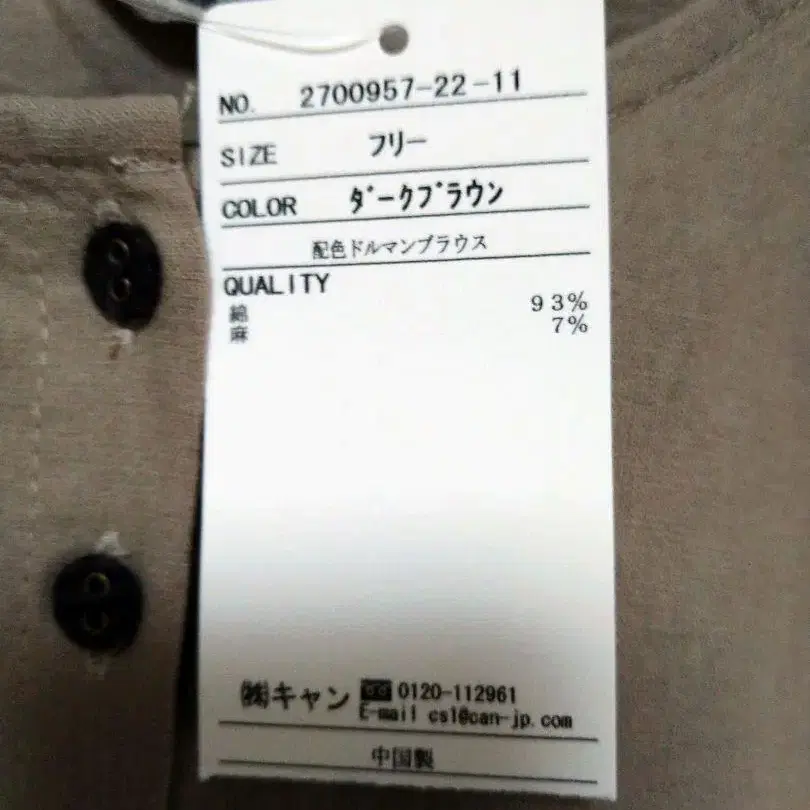 NO. 2700957-22-11
SIZE フリー
COLOR ダークブラウン
配色ドルマンブラウス
QUALITY
綿 93%
麻 7%
㈱キャン 0120-112961
E-mail cs1@can-jp.com
中国製